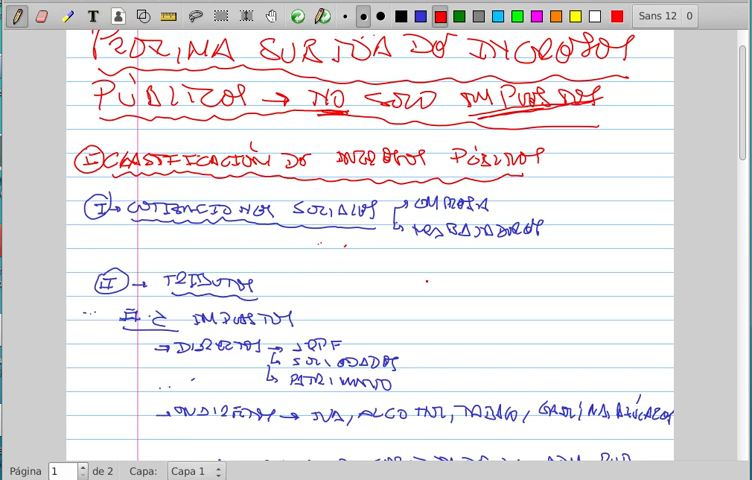 Sans 12
0
PRÓXIMA SUBIDA DE INGRESOS
PÚBLICOS → NO SOLO IMPUESTOS
I CLASIFICACIÓN DE INGRESOS PÚBLICOS
I → COTIZACIONES SOCIALES → EMPRESA
→ TRABAJADORES
II → TRIBUTOS
II. IMPUESTOS
→ DIRECTOS → IRPF
→ SOCIEDADES
→ PATRIMONIO
→ INDIRECTOS → IVA, ALCOHOL, TABACO, GASOLINA, AZÚCARES
Página 1 de 2 Capa: Capa 1